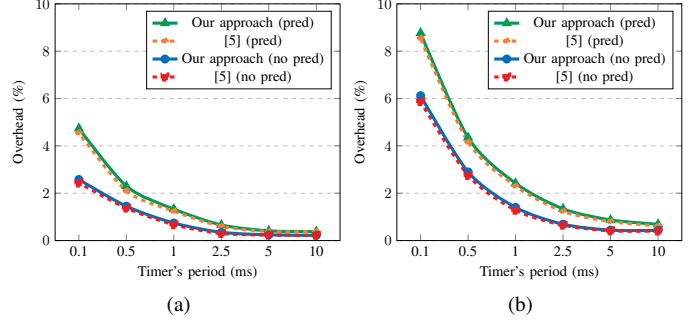 10
8
6
4
2
0
Overhead (%)
Our approach (pred)
[5] (pred)
Our approach (no pred)
[5] (no pred)
0.1 0.5 1 2.5 5 10
Timer's period (ms)
(a)
10
8
6
4
2
0
Overhead (%)
Our approach (pred)
[5] (pred)
Our approach (no pred)
[5] (no pred)
0.1 0.5 1 2.5 5 10
Timer's period (ms)
(b)